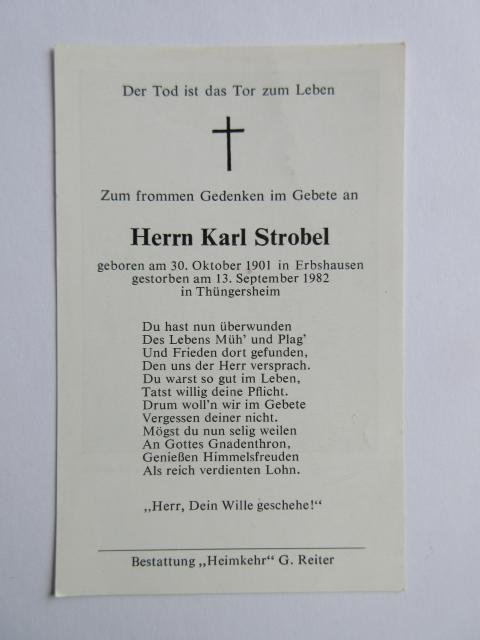 Der Tod ist das Tor zum Leben
Zum frommen Gedenken im Gebete an
Herrn Karl Strobel
geboren am 30. Oktober 1901 in Erbshausen
gestorben am 13. September 1982
in Thüngersheim
Du hast nun überwunden
Des Lebens Müh' und Plag'
Und Frieden dort gefunden,
Den uns der Herr versprach.
Du warst so gut im Leben,
Tatst willig deine Pflicht.
Drum woll'n wir im Gebete
Vergessen deiner nicht.
Mögst du nun selig weilen
An Gottes Gnadenthron,
Genießen Himmelsfreuden
Als reich verdienten Lohn.
„Herr, Dein Wille geschehe!"
Bestattung „Heimkehr" G. Reiter